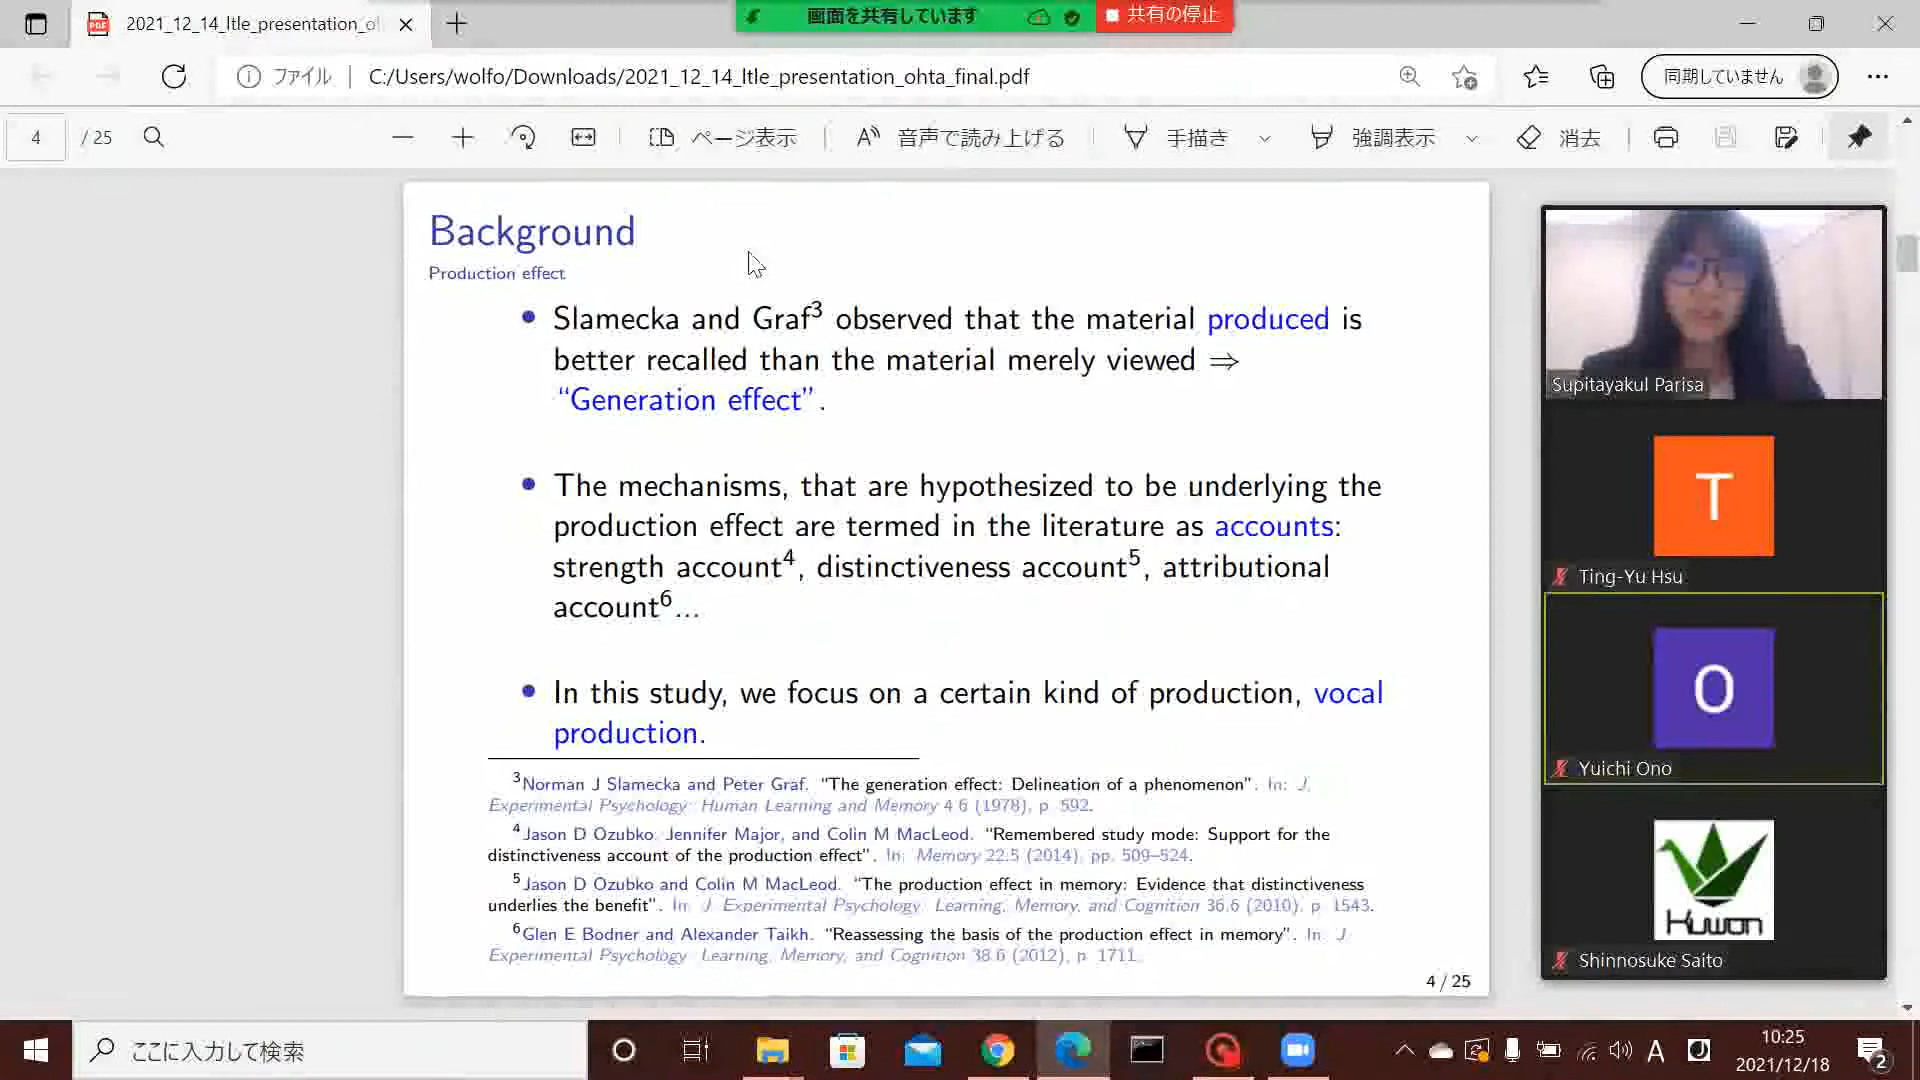 画面を共有しています
共有の停止
2021_12_14_ltle_presentation_o
ファイル
C:/Users/wolfo/Downloads/2021_12_14_ltle_presentation_ohta_final.pdf
同期していません
4 / 25
ページ表示
音声で読み上げる
手描き
強調表示
消去
Background
Production effect
Slamecka and Graf3 observed that the material produced is
better recalled than the material merely viewed ⇒
“Generation effect”.
The mechanisms, that are hypothesized to be underlying the
production effect are termed in the literature as accounts:
strength account4, distinctiveness account5, attributional
account6...
In this study, we focus on a certain kind of production, vocal
production.
3Norman J Slamecka and Peter Graf. “The generation effect: Delineation of a phenomenon”. In: J.
Experimental Psychology: Human Learning and Memory 4.6 (1978), p. 592.
4Jason D Ozubko, Jennifer Major, and Colin M MacLeod. “Remembered study mode: Support for the
distinctiveness account of the production effect”. In: Memory 22.5 (2014), pp. 509–524.
5Jason D Ozubko and Colin M MacLeod. “The production effect in memory: Evidence that distinctiveness
underlies the benefit”. In: J. Experimental Psychology: Learning, Memory, and Cognition 36.6 (2010), p. 1543.
6Glen E Bodner and Alexander Taikh. “Reassessing the basis of the production effect in memory”. In: J.
Experimental Psychology: Learning, Memory, and Cognition 38.6 (2012), p. 1711.
4 / 25
Supitayakul Parisa
T
Ting-Yu Hsu
O
Yuichi Ono
Kuwon
Shinnosuke Saito
ここに入力して検索
A
10:25
2021/12/18
2